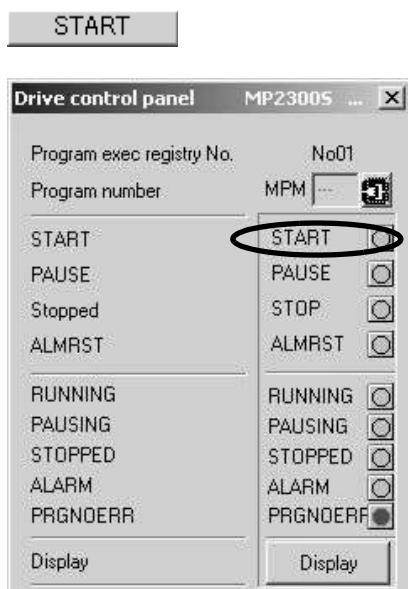 START
Drive control panel MP2300S ...
Program exec registry No. No01
Program number MPM ---
START START
PAUSE PAUSE
Stopped STOP
ALMRST ALMRST
RUNNING RUNNING
PAUSING PAUSING
STOPPED STOPPED
ALARM ALARM
PRGNOERR PRGNOERR
Display Display